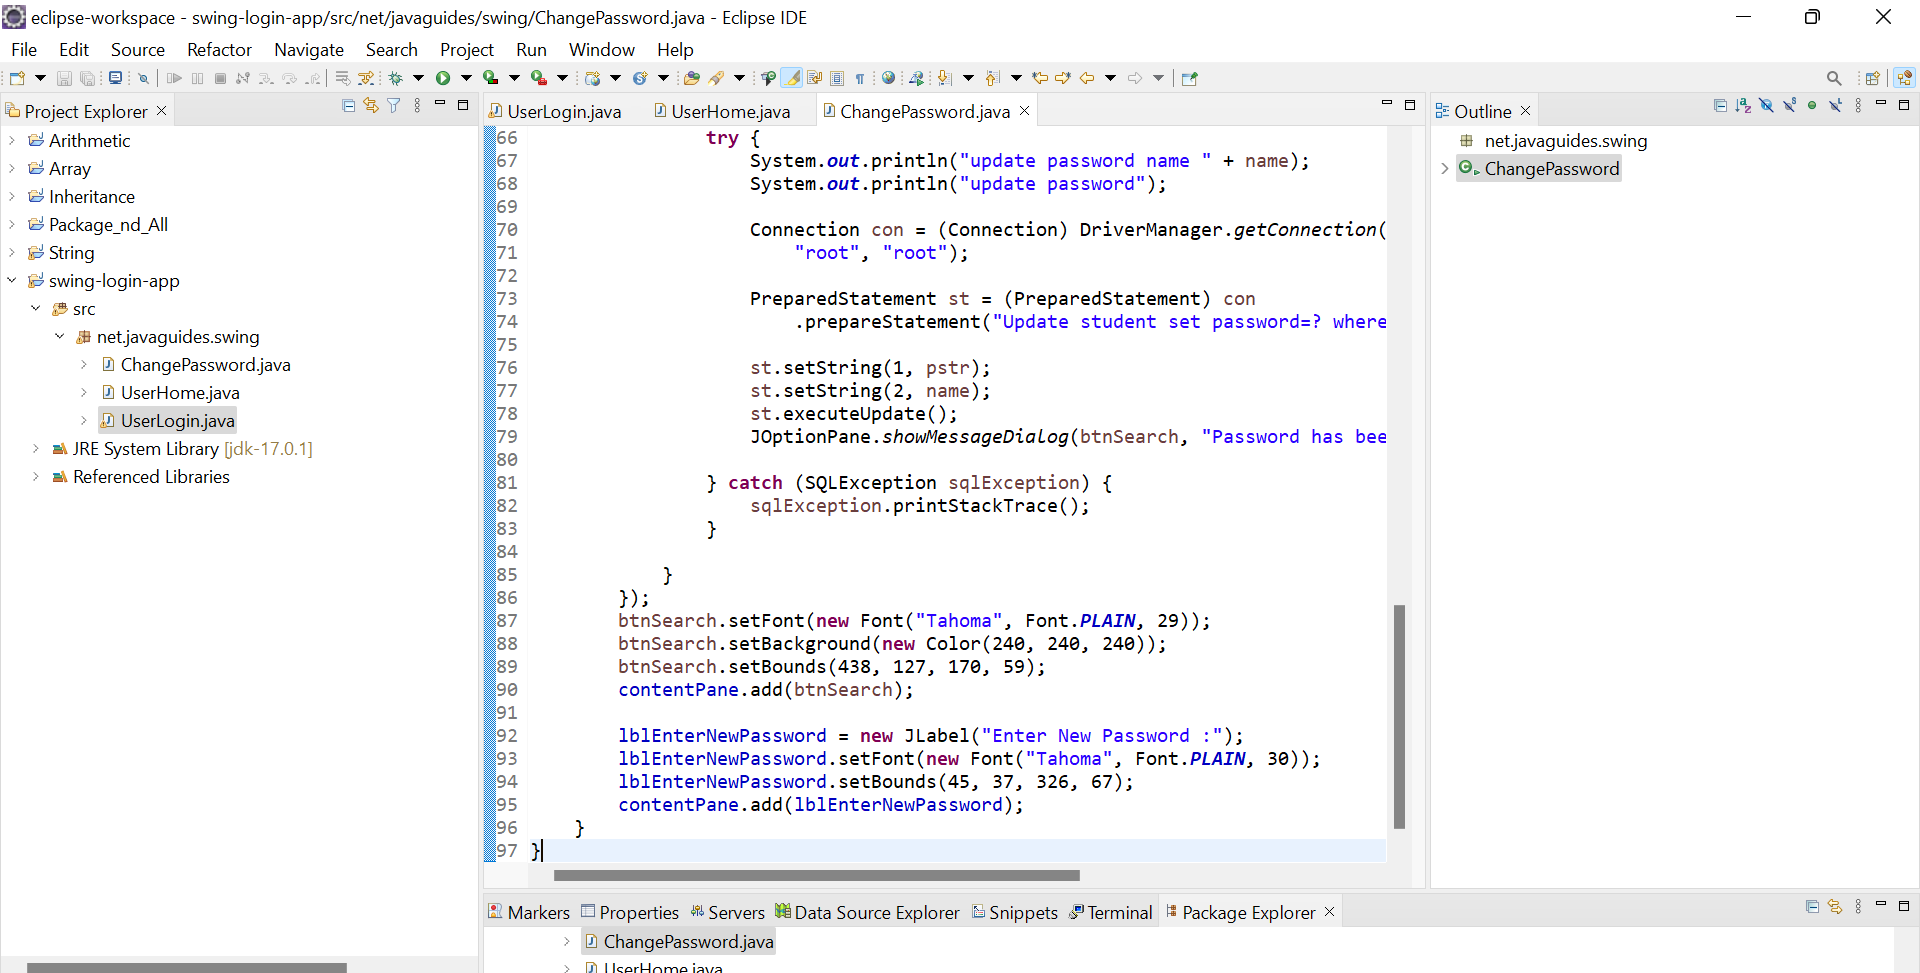 eclipse-workspace - swing-login-app/src/net/javaguides/swing/ChangePassword.java - Eclipse IDE
File Edit Source Refactor Navigate Search Project Run Window Help
Project Explorer
Arithmetic
Array
Inheritance
Package_nd_All
String
swing-login-app
src
net.javaguides.swing
ChangePassword.java
UserHome.java
UserLogin.java
JRE System Library [jdk-17.0.1]
Referenced Libraries
UserLogin.java UserHome.java ChangePassword.java
66 try {
67 System.out.println("update password name " + name);
68 System.out.println("update password");
69
70 Connection con = (Connection) DriverManager.getConnection(
71 "root", "root");
72
73 PreparedStatement st = (PreparedStatement) con
74 .prepareStatement("Update student set password=? where
75
76 st.setString(1, pstr);
77 st.setString(2, name);
78 st.executeUpdate();
79 JOptionPane.showMessageDialog(btnSearch, "Password has bee
80
81 } catch (SQLException sqlException) {
82 sqlException.printStackTrace();
83 }
84
85 }
86 });
87 btnSearch.setFont(new Font("Tahoma", Font.PLAIN, 29));
88 btnSearch.setBackground(new Color(240, 240, 240));
89 btnSearch.setBounds(438, 127, 170, 59);
90 contentPane.add(btnSearch);
91
92 lblEnterNewPassword = new JLabel("Enter New Password :");
93 lblEnterNewPassword.setFont(new Font("Tahoma", Font.PLAIN, 30));
94 lblEnterNewPassword.setBounds(45, 37, 326, 67);
95 contentPane.add(lblEnterNewPassword);
96 }
97 }
Outline
net.javaguides.swing
ChangePassword
Markers Properties Servers Data Source Explorer Snippets Terminal Package Explorer
ChangePassword.java
UserHome.java